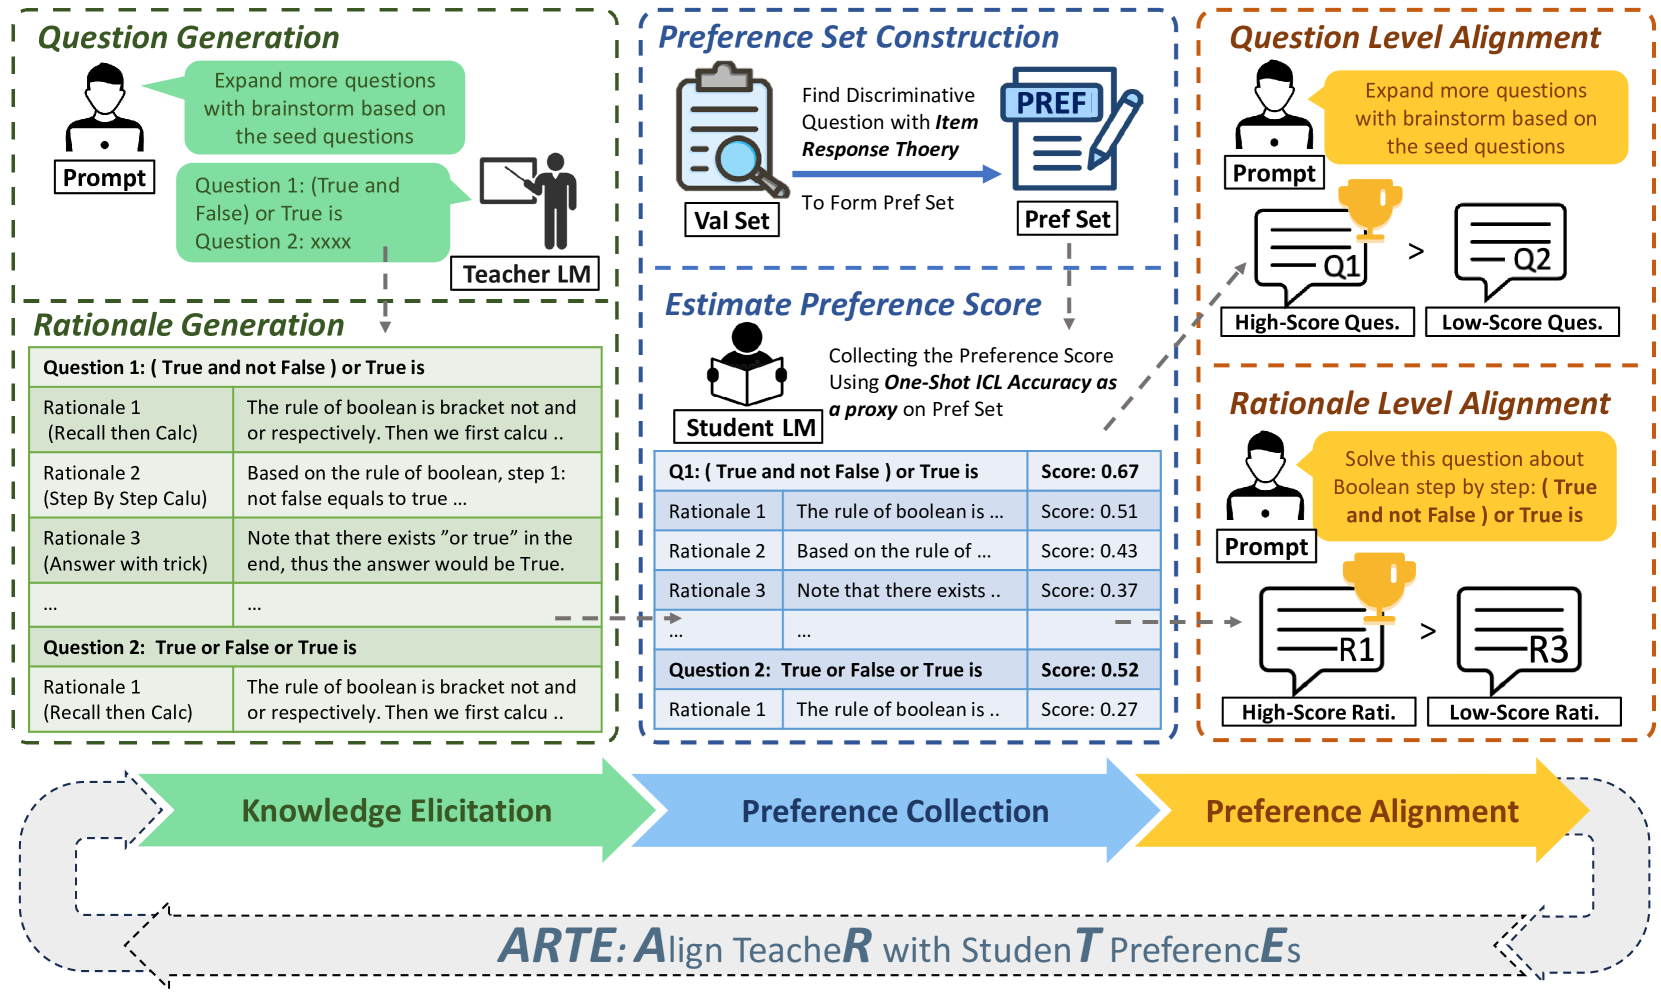 Question Generation
Expand more questions
with brainstorm based on
the seed questions
Prompt
Question 1: (True and
False) or True is
Question 2: xxxx
Teacher LM
Rationale Generation
Question 1: ( True and not False ) or True is
Rationale 1
(Recall then Calc)
The rule of boolean is bracket not and
or respectively. Then we first calcu ..
Rationale 2
(Step By Step Calu)
Based on the rule of boolean, step 1:
not false equals to true ...
Rationale 3
(Answer with trick)
Note that there exists ”or true” in the
end, thus the answer would be True.
...
...
Question 2: True or False or True is
Rationale 1
(Recall then Calc)
The rule of boolean is bracket not and
or respectively. Then we first calcu ..
Preference Set Construction
Val Set
Find Discriminative
Question with Item
Response Thoery
To Form Pref Set
PREF
Pref Set
Estimate Preference Score
Student LM
Collecting the Preference Score
Using One-Shot ICL Accuracy as
a proxy on Pref Set
Q1: ( True and not False ) or True is Score: 0.67
Rationale 1 The rule of boolean is ... Score: 0.51
Rationale 2 Based on the rule of ... Score: 0.43
Rationale 3 Note that there exists .. Score: 0.37
... ...
Question 2: True or False or True is Score: 0.52
Rationale 1 The rule of boolean is .. Score: 0.27
Question Level Alignment
Expand more questions
with brainstorm based on
the seed questions
Prompt
Q1 > Q2
High-Score Ques. Low-Score Ques.
Rationale Level Alignment
Solve this question about
Boolean step by step: ( True
and not False ) or True is
Prompt
R1 > R3
High-Score Rati. Low-Score Rati.
Knowledge Elicitation Preference Collection Preference Alignment
ARTE: Align TeacheR with StudenT PreferencEs